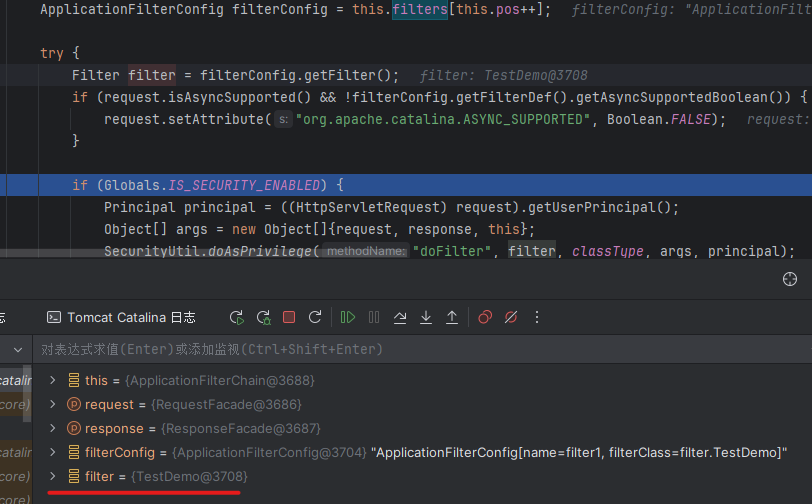 ApplicationFilterConfig filterConfig = this.filters[this.pos++]; filterConfig: "ApplicationFilt
try {
Filter filter = filterConfig.getFilter(); filter: TestDemo@3708
if (request.isAsyncSupported() && !filterConfig.getFilterDef().getAsyncSupportedBoolean()) {
request.setAttribute( s: "org.apache.catalina.ASYNC_SUPPORTED", Boolean.FALSE); request:
}
if (Globals.IS_SECURITY_ENABLED) {
Principal principal = ((HttpServletRequest) request).getUserPrincipal();
Object[] args = new Object[]{request, response, this};
SecurityUtil.doAsPrivilege( methodName: "doFilter", filter, classType, args, principal);
志 Tomcat Catalina 日志
对表达式求值(Enter)或添加监视(Ctrl+Shift+Enter)
catalin this = {ApplicationFilterChain@3688}
core) request = {RequestFacade@3686}
response = {ResponseFacade@3687}
catalin filterConfig = {ApplicationFilterConfig@3704} "ApplicationFilterConfig[name=filter1, filterClass=filter.TestDemo]"
core) filter = {TestDemo@3708}
core)